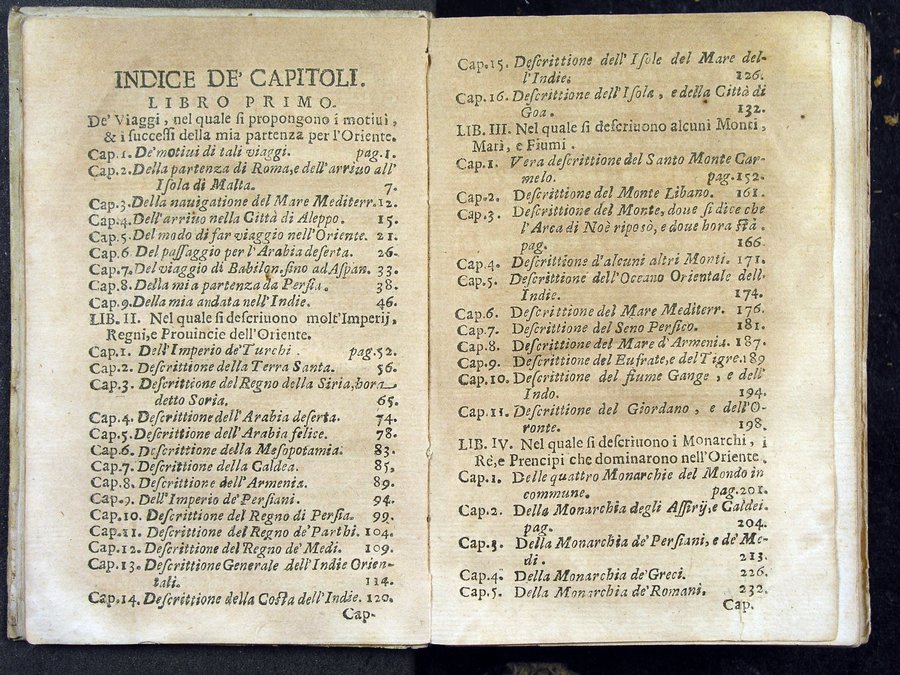 INDICE DE' CAPITOLI.
LIBRO PRIMO.
De' Viaggi, nel quale ſi propongono i motiui,
& i ſucceſſi della mia partenza per l'Oriente.
Cap.1. De' motiui di tali viaggi. pag.1.
Cap.2. Della partenza di Roma, e dell'arriuo all'
Iſola di Malta. 7.
Cap.3. Della nauigatione del Mare Mediterr. 12.
Cap.4. Dell'arriuo nella Città di Aleppo. 15.
Cap.5. Del modo di far viaggio nell'Oriente. 21.
Cap.6. Del paſſaggio per l'Arabia deſerta. 26.
Cap.7. Del viaggio di Babilon. ſino ad Aſpan. 33.
Cap.8. Della mia partenza da Perſia. 38.
Cap.9. Della mia andata nell'Indie. 46.
LIB. II. Nel quale ſi deſcriuono molt'Imperij,
Regni, e Prouincie dell'Oriente.
Cap.1. Dell'Imperio de' Turchi. pag.52.
Cap.2. Deſcrittione della Terra Santa. 56.
Cap.3. Deſcrittione del Regno della Siria, hora
detto Soria. 65.
Cap.4. Deſcrittione dell'Arabia deſerta. 74.
Cap.5. Deſcrittione dell'Arabia felice. 78.
Cap.6. Deſcrittione della Meſopotamia. 83.
Cap.7. Deſcrittione della Caldea. 85,
Cap.8. Deſcrittione dell'Armenia. 89.
Cap.9. Dell'Imperio de' Perſiani. 94.
Cap.10. Deſcrittione del Regno di Perſia. 99.
Cap.11. Deſcrittione del Regno de' Parthi. 104.
Cap.12. Deſcrittione del Regno de' Medi. 109.
Cap.13. Deſcrittione Generale dell'Indie Orien-
tali. 114.
Cap.14. Deſcrittione della Coſta dell'Indie. 120.
Cap.
Cap.15. Deſcrittione dell'Iſole del Mare del-
l'Indie. 126.
Cap.16. Deſcrittione dell'Iſola, e della Città di
Goa. 132.
LIB. III. Nel quale ſi deſcriuono alcuni Monti,
Mari, e Fiumi.
Cap.1. Vera deſcrittione del Santo Monte Car-
melo. pag.152.
Cap.2. Deſcrittione del Monte Libano. 161.
Cap.3. Deſcrittione del Monte, doue ſi dice che
l'Arca di Noè ripoſò, e doue hora ſtà.
pag. 166.
Cap.4. Deſcrittione d'alcuni altri Monti. 171.
Cap.5. Deſcrittione dell'Oceano Orientale dell'
Indie. 174.
Cap.6. Deſcrittione del Mare Mediterr. 176.
Cap.7. Deſcrittione del Seno Perſico. 181.
Cap.8. Deſcrittione del Mare d'Armenia. 187.
Cap.9. Deſcrittione del Eufrate, e del Tigre. 189
Cap.10. Deſcrittione del fiume Gange, e dell'
Indo. 194.
Cap.11. Deſcrittione del Giordano, e dell'O-
ronte. 198.
LIB. IV. Nel quale ſi deſcriuono i Monarchi, i
Rè, e Prencipi che dominarono nell'Oriente.
Cap.1. Delle quattro Monarchie del Mondo in
commune. pag.201.
Cap.2. Della Monarchia degli Aſſirij, e Caldei.
pag. 204.
Cap.3. Della Monarchia de' Perſiani, e de' Me-
di. 213.
Cap.4. Della Monarchia de' Greci. 226.
Cap.5. Della Monarchia de' Romani. 232.
Cap.